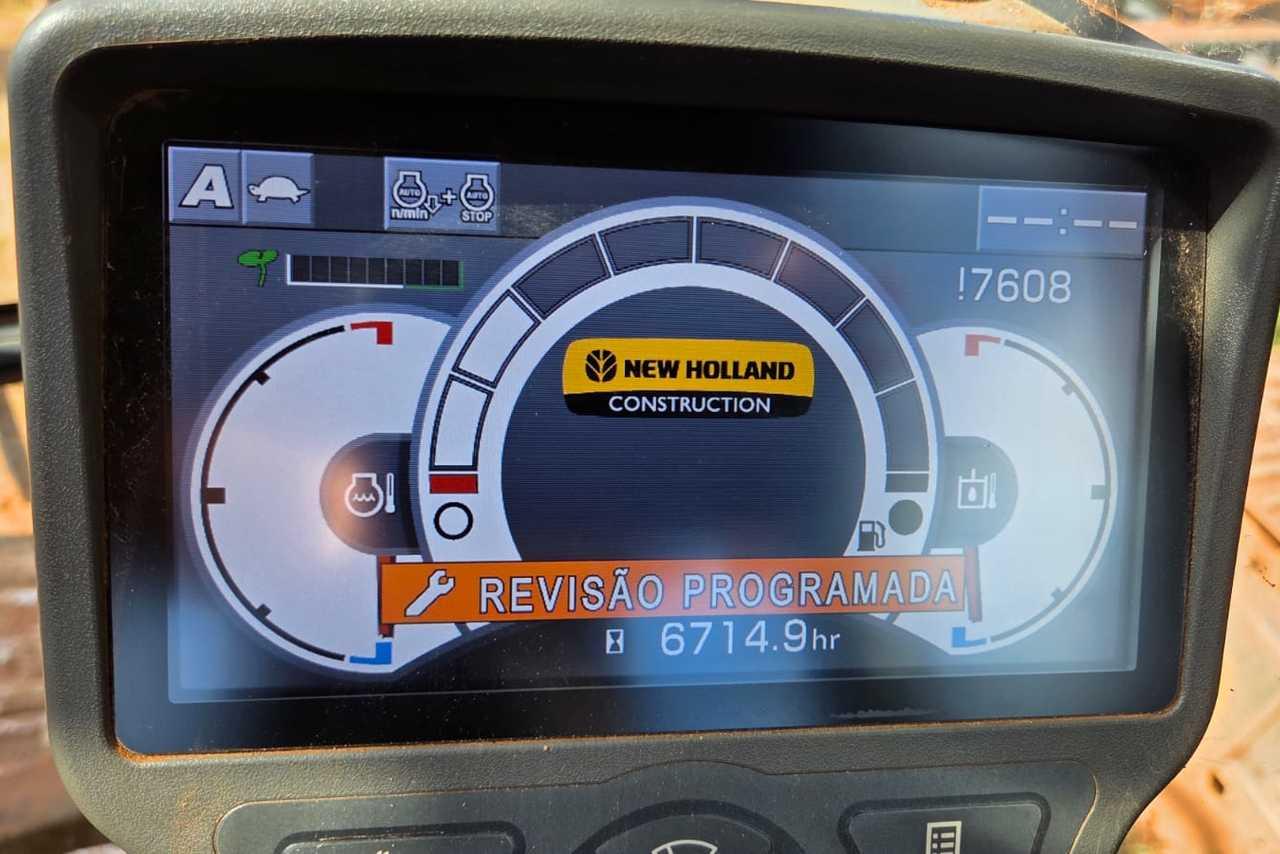 A
AUTO
n/min
+
AUTO
STOP
--:--
!7608
NEW HOLLAND
CONSTRUCTION
REVISÃO PROGRAMADA
6714.9hr